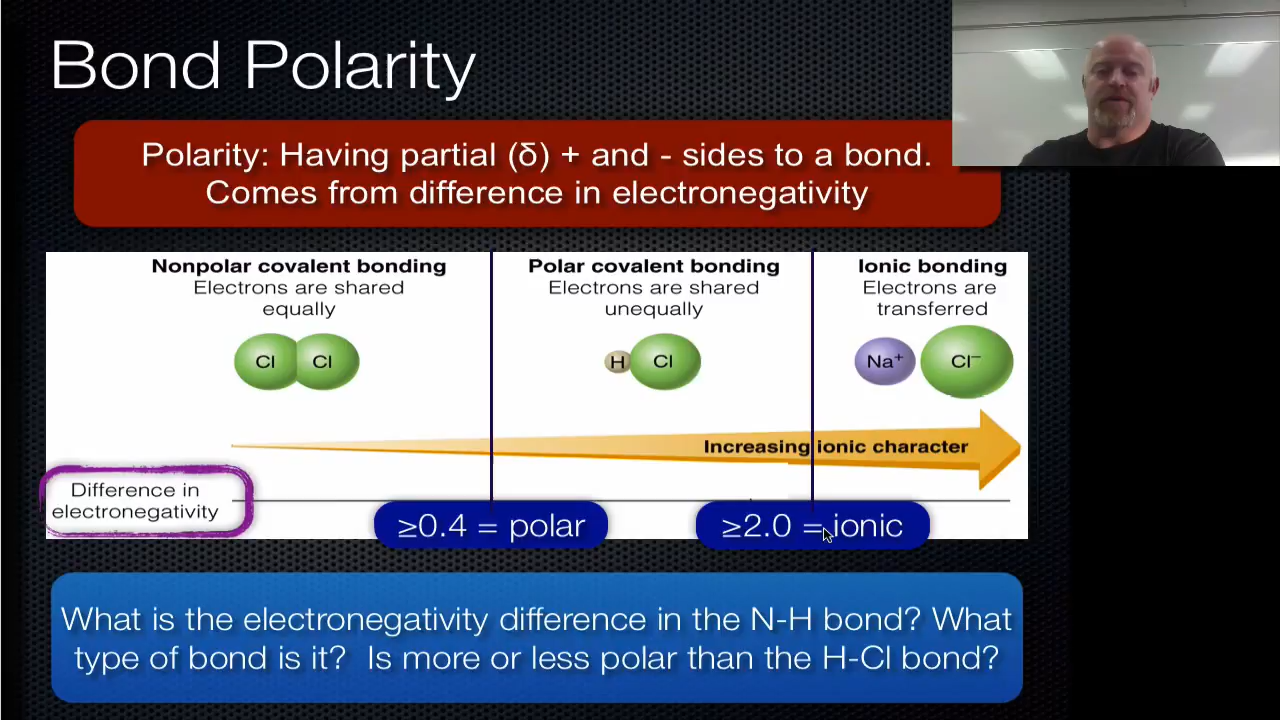 Bond Polarity
Polarity: Having partial (δ) + and - sides to a bond.
Comes from difference in electronegativity
Nonpolar covalent bonding
Electrons are shared
equally
Cl Cl
Polar covalent bonding
Electrons are shared
unequally
H Cl
Ionic bonding
Electrons are
transferred
Na⁺ Cl⁻
Increasing ionic character
Difference in
electronegativity
≥0.4 = polar
≥2.0 = ionic
What is the electronegativity difference in the N-H bond? What
type of bond is it? Is more or less polar than the H-Cl bond?